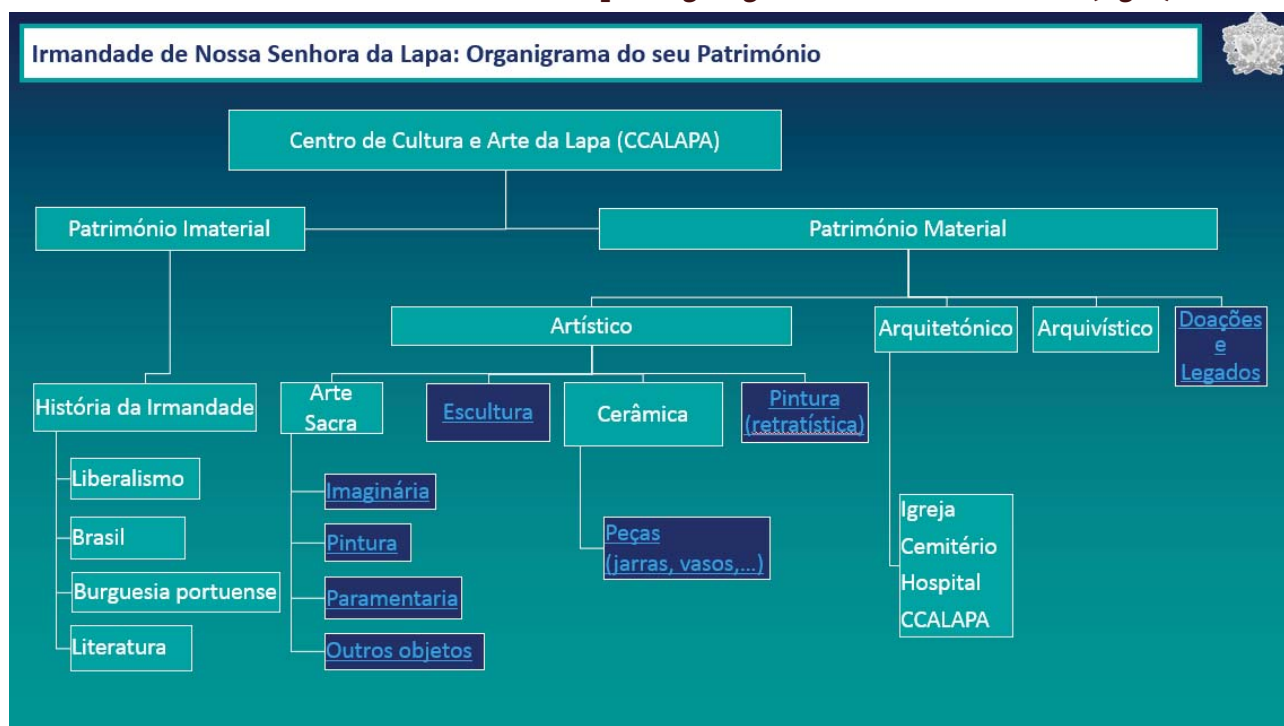 Irmandade de Nossa Senhora da Lapa: Organigrama do seu Património
Centro de Cultura e Arte da Lapa (CCALAPA)
Património Imaterial
Património Material
Artístico
Arquitetónico
Arquivístico
Doações
e
Legados
História da Irmandade
Arte
Sacra
Escultura
Cerâmica
Pintura
(retratística)
Liberalismo
Brasil
Burguesia portuense
Literatura
Imaginária
Pintura
Paramentaria
Outros objetos
Peças
(jarras, vasos,...)
Igreja
Cemitério
Hospital
CCALAPA